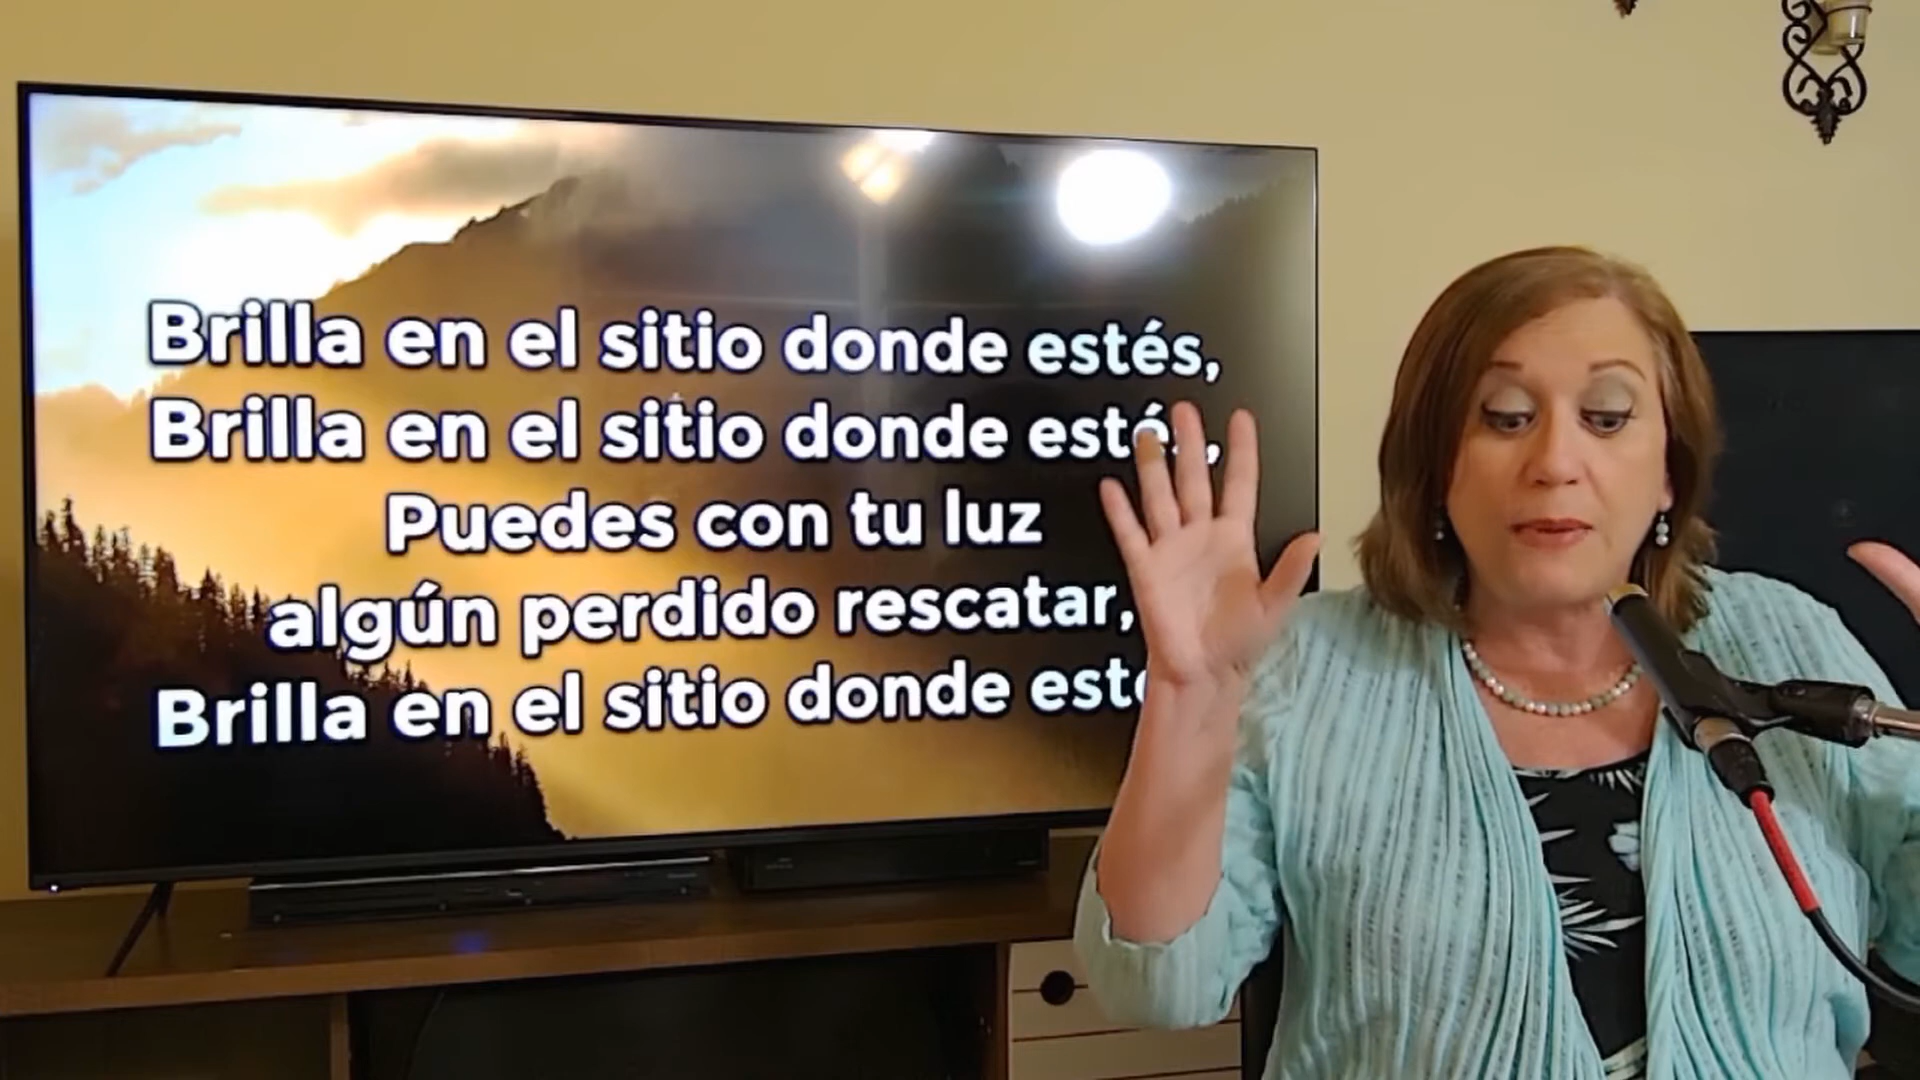 Brilla en el sitio donde estés,
Brilla en el sitio donde
Puedes con tu luz
algún perdido rescatar,
Brilla en el sitio donde